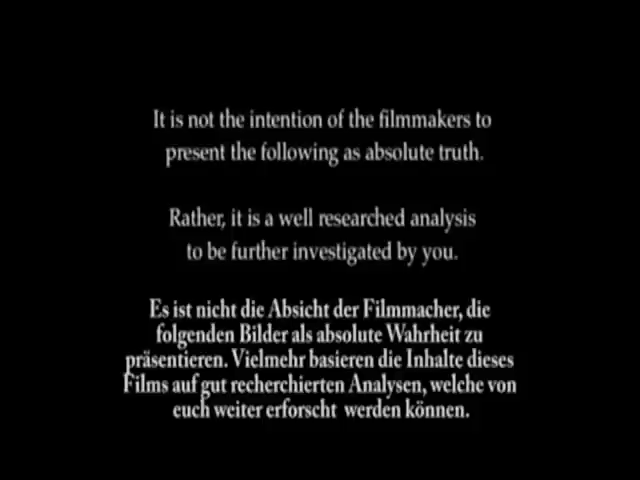 It is not the intention of the filmmakers to
present the following as absolute truth.
Rather, it is a well researched analysis
to be further investigated by you.
Es ist nicht die Absicht der Filmmacher, die
folgenden Bilder als absolute Wahrheit zu
präsentieren. Vielmehr basieren die Inhalte dieses
Films auf gut recherchierten Analysen, welche von
euch weiter erforscht werden können.